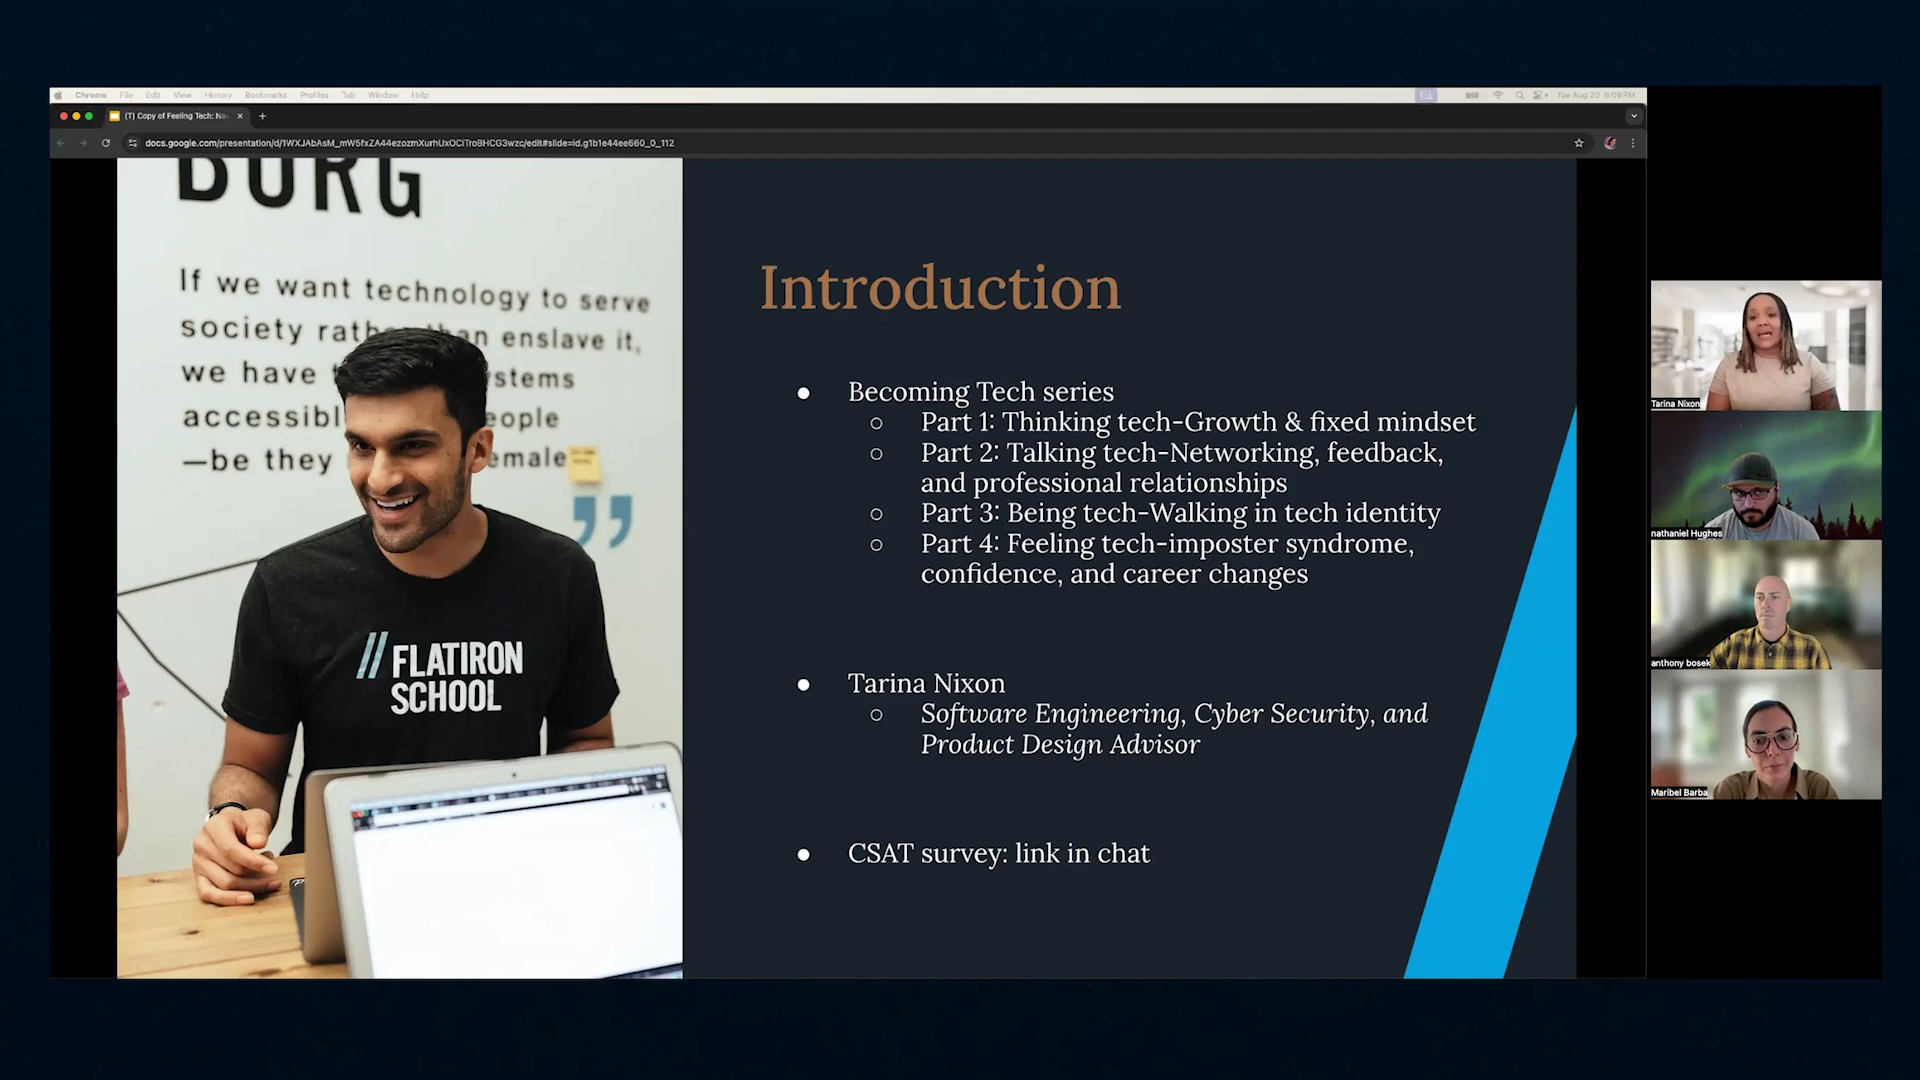 Chrome File Edit View History Bookmarks Profiles Tab Window Help
Tue Aug 20 6:09 PM
(T) Copy of Feeling Tech: Na
docs.google.com/presentation/d/1WXJAbAsM_mW5fxZA44ezozmXurhUxOCiTroBHCG3wzc/edit#slide=id.g1b1e44ee660_0_112
BORG
If we want technology to serve
society rath an enslave it,
we have stems
accessibl eople
—be they emale
”
// FLATIRON
SCHOOL
Introduction
● Becoming Tech series
○ Part 1: Thinking tech-Growth & fixed mindset
○ Part 2: Talking tech-Networking, feedback,
and professional relationships
○ Part 3: Being tech-Walking in tech identity
○ Part 4: Feeling tech-imposter syndrome,
confidence, and career changes
● Tarina Nixon
○ Software Engineering, Cyber Security, and
Product Design Advisor
● CSAT survey: link in chat
Tarina Nixon
nathaniel Hughes
anthony bosek
Maribel Barba